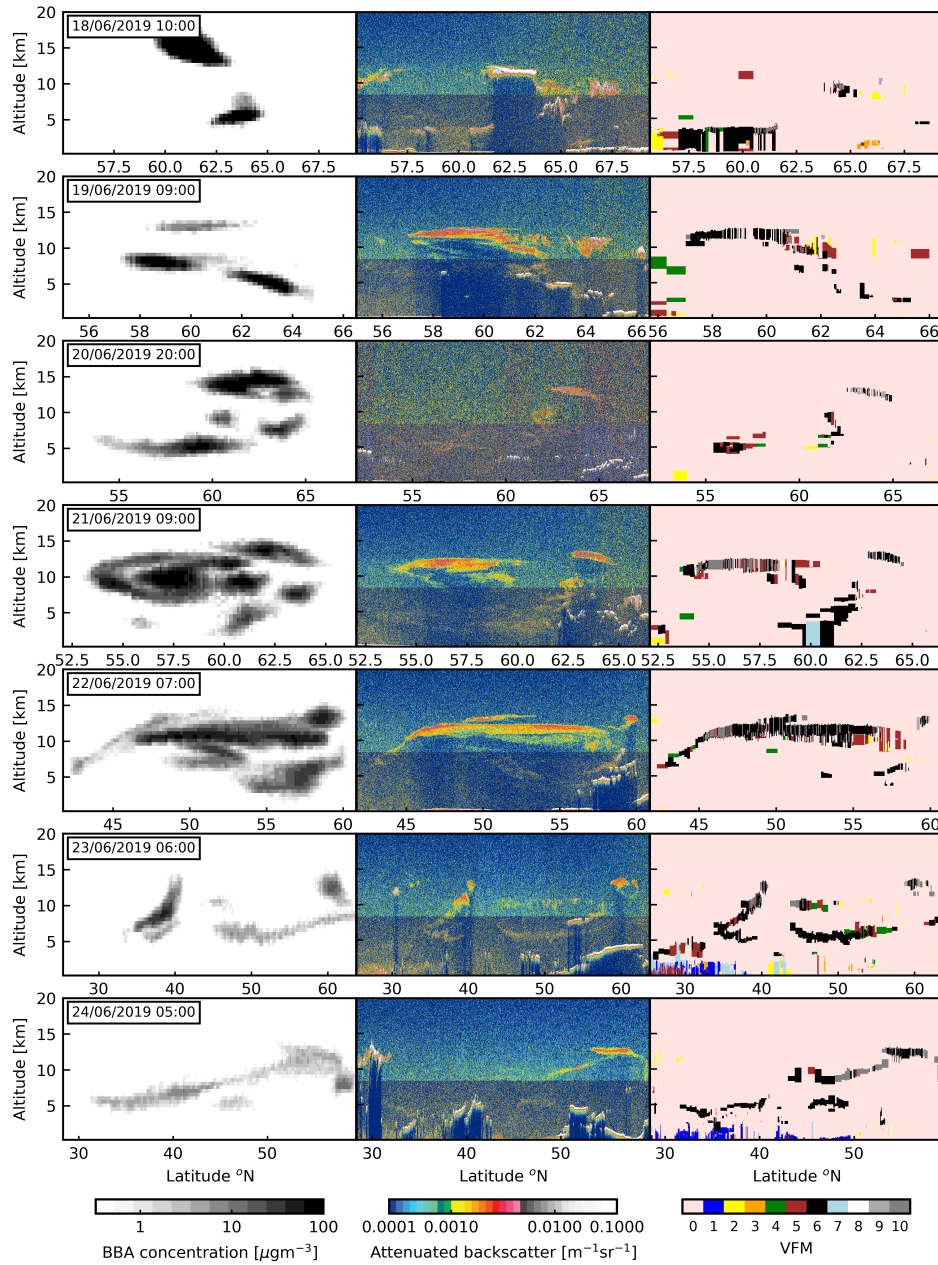 18/06/2019 10:00
Altitude [km]
20
15
10
5
57.5 60.0 62.5 65.0 67.5 57.5 60.0 62.5 65.0 67.5 57.5 60.0 62.5 65.0 67.5
19/06/2019 09:00
Altitude [km]
20
15
10
5
56 58 60 62 64 66 56 58 60 62 64 66 56 58 60 62 64 66
20/06/2019 20:00
Altitude [km]
20
15
10
5
55 60 65 55 60 65 55 60 65
21/06/2019 09:00
Altitude [km]
20
15
10
5
52.5 55.0 57.5 60.0 62.5 65.0 52.5 55.0 57.5 60.0 62.5 65.0 52.5 55.0 57.5 60.0 62.5 65.0
22/06/2019 07:00
Altitude [km]
20
15
10
5
45 50 55 60 45 50 55 60 45 50 55 60
23/06/2019 06:00
Altitude [km]
20
15
10
5
30 40 50 60 30 40 50 60 30 40 50 60
24/06/2019 05:00
Altitude [km]
20
15
10
5
30 40 50 30 40 50 30 40 50
Latitude °N Latitude °N Latitude °N
1 10 100
BBA concentration [μgm⁻³]
0.0001 0.0010 0.0100 0.1000
Attenuated backscatter [m⁻¹sr⁻¹]
0 1 2 3 4 5 6 7 8 9 10
VFM